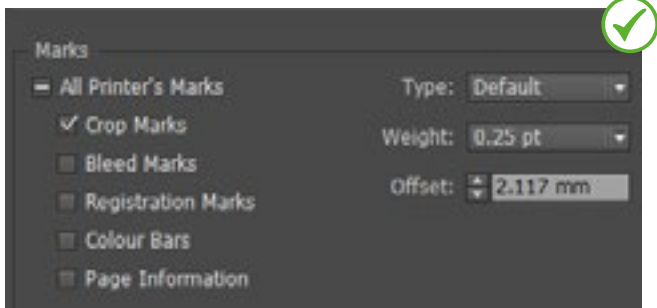 Marks
All Printer's Marks
Crop Marks
Bleed Marks
Registration Marks
Colour Bars
Page Information
Type: Default
Weight: 0.25 pt
Offset: 2.117 mm